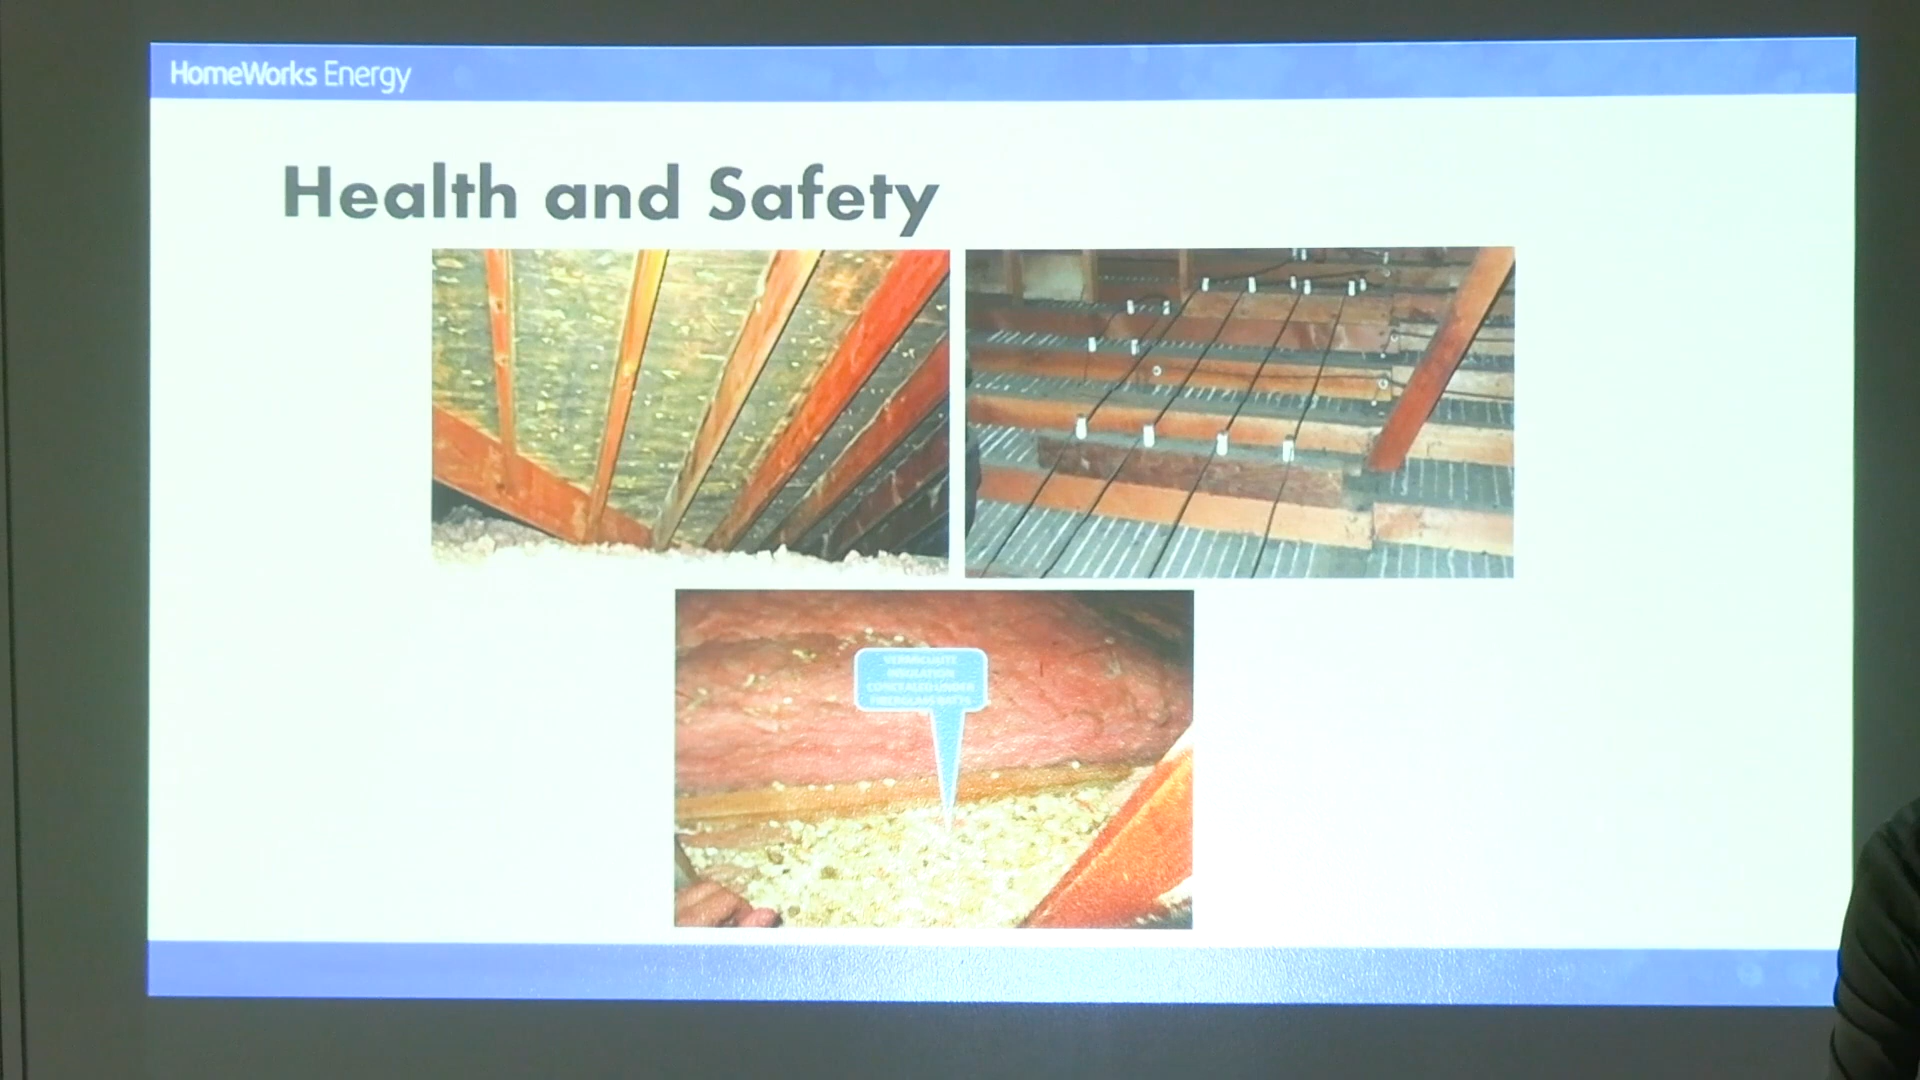 HomeWorks Energy
Health and Safety
VERMICULITE
INSULATION
CONCEALED UNDER
FIBERGLASS BATTS